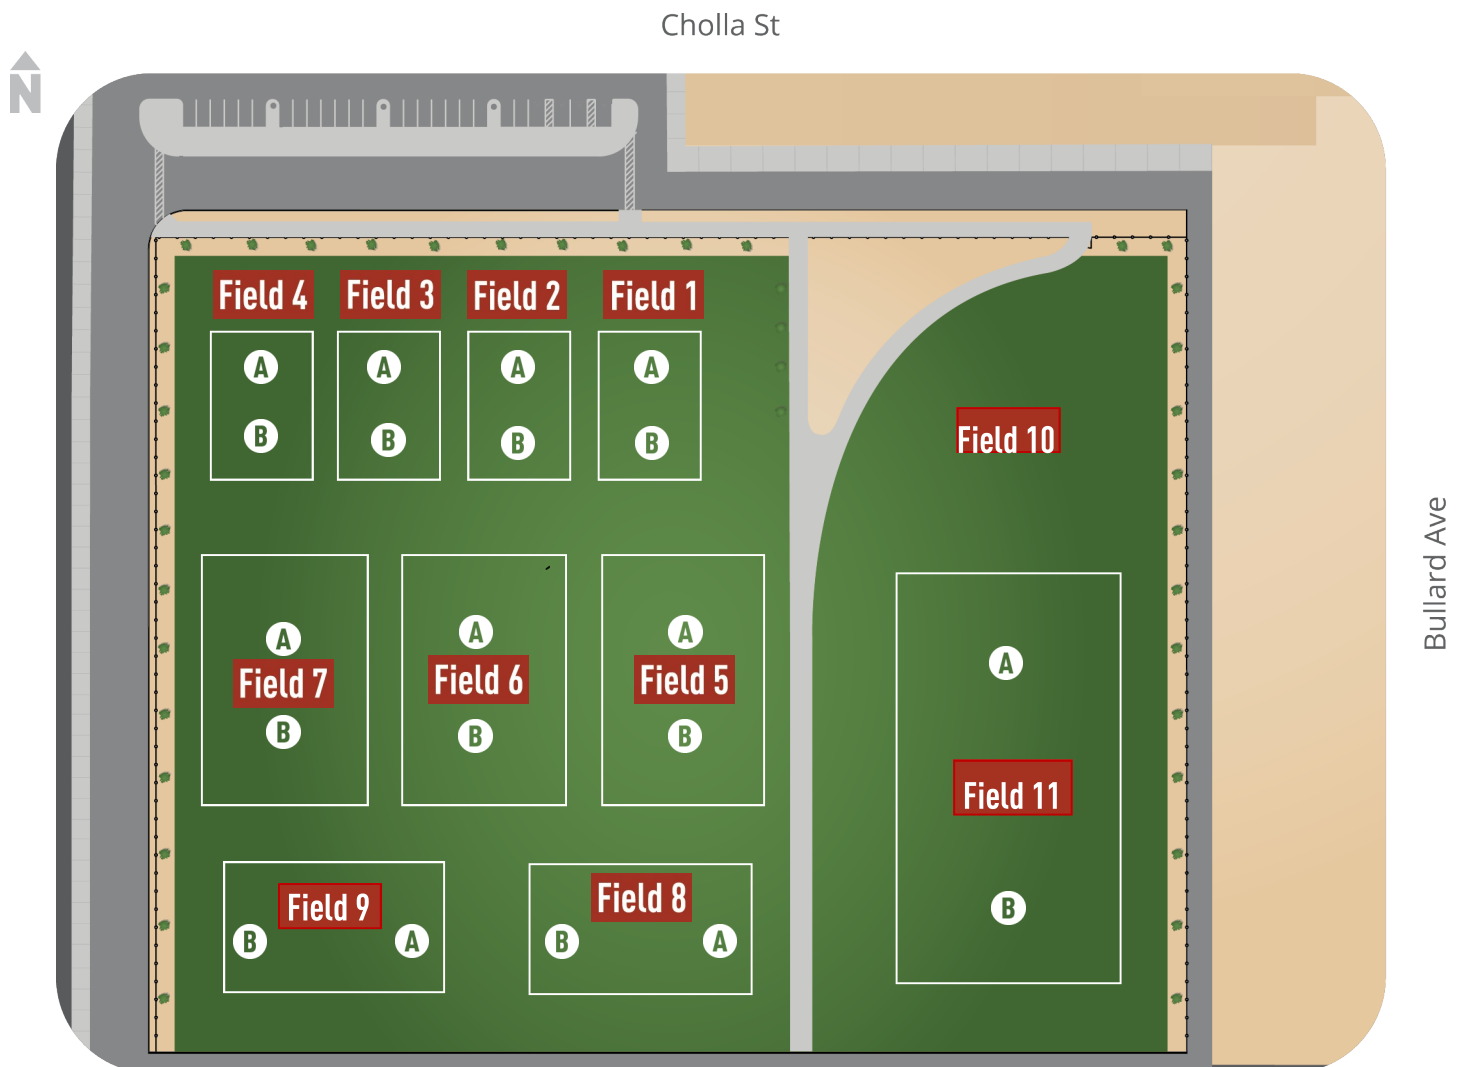 Cholla St
N
Field 4
Field 3
Field 2
Field 1
A
A
A
A
B
B
B
B
Field 10
Bullard Ave
A
A
A
Field 7
Field 6
Field 5
B
B
B
A
Field 11
B
Field 9
Field 8
B
A
B
A